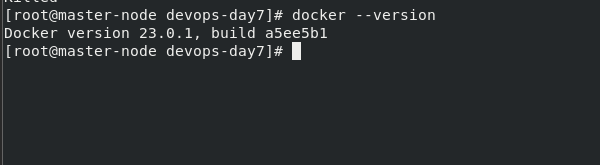 Killed
[root@master-node devops-day7]# docker --version
Docker version 23.0.1, build a5ee5b1
[root@master-node devops-day7]#